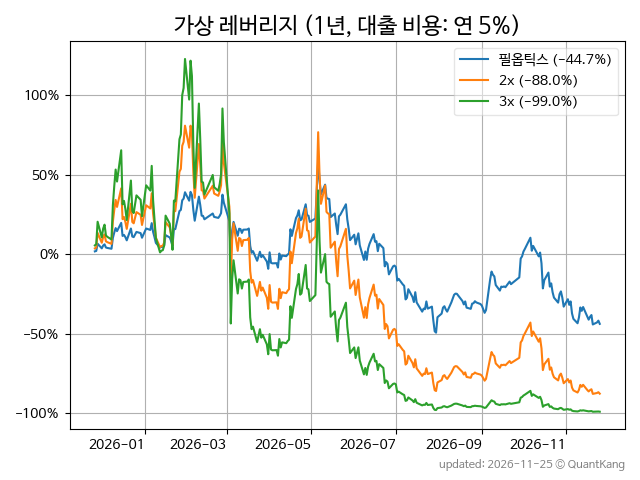 가상 레버리지 (1년, 대출 비용: 연 5%)
필옵틱스 (-44.7%)
2x (-88.0%)
3x (-99.0%)
100%
50%
0%
-50%
-100%
2026-01 2026-03 2026-05 2026-07 2026-09 2026-11
updated: 2026-11-25 © QuantKang